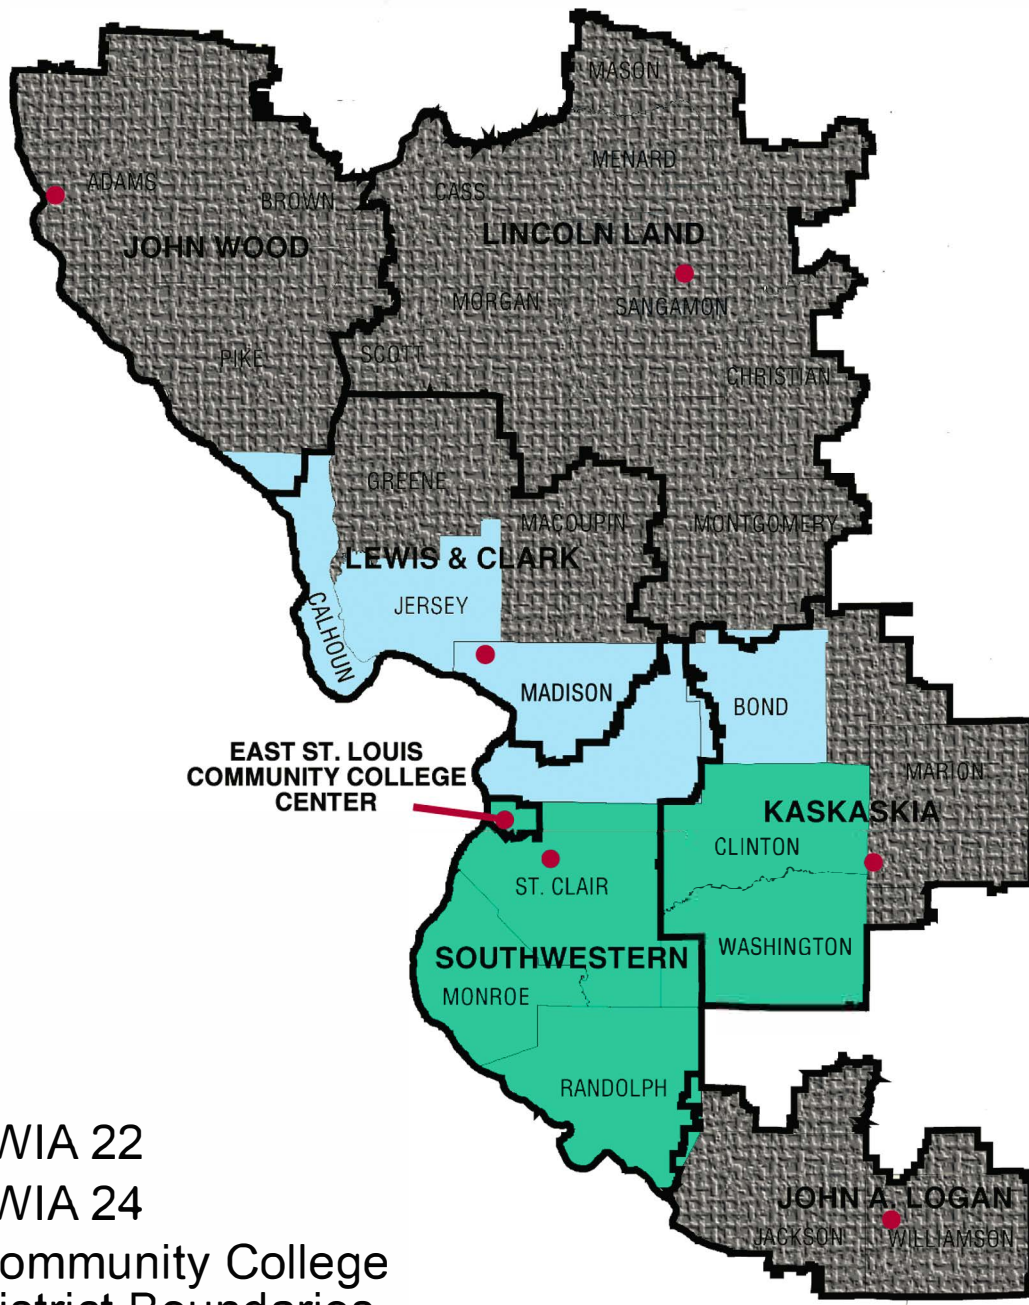 MASON
MENARD
ADAMS
BROWN
CASS
JOHN WOOD
LINCOLN LAND
MORGAN
SANGAMON
PIKE
SCOTT
CHRISTIAN
GREENE
MACOUPIN
MONTGOMERY
LEWIS & CLARK
JERSEY
CALHOUN
MADISON
BOND
EAST ST. LOUIS
COMMUNITY COLLEGE
CENTER
MARION
KASKASKIA
CLINTON
ST. CLAIR
WASHINGTON
SOUTHWESTERN
MONROE
RANDOLPH
WIA 22
WIA 24
ommunity College
istrict Boundaries
JOHN A. LOGAN
JACKSON
WILLIAMSON